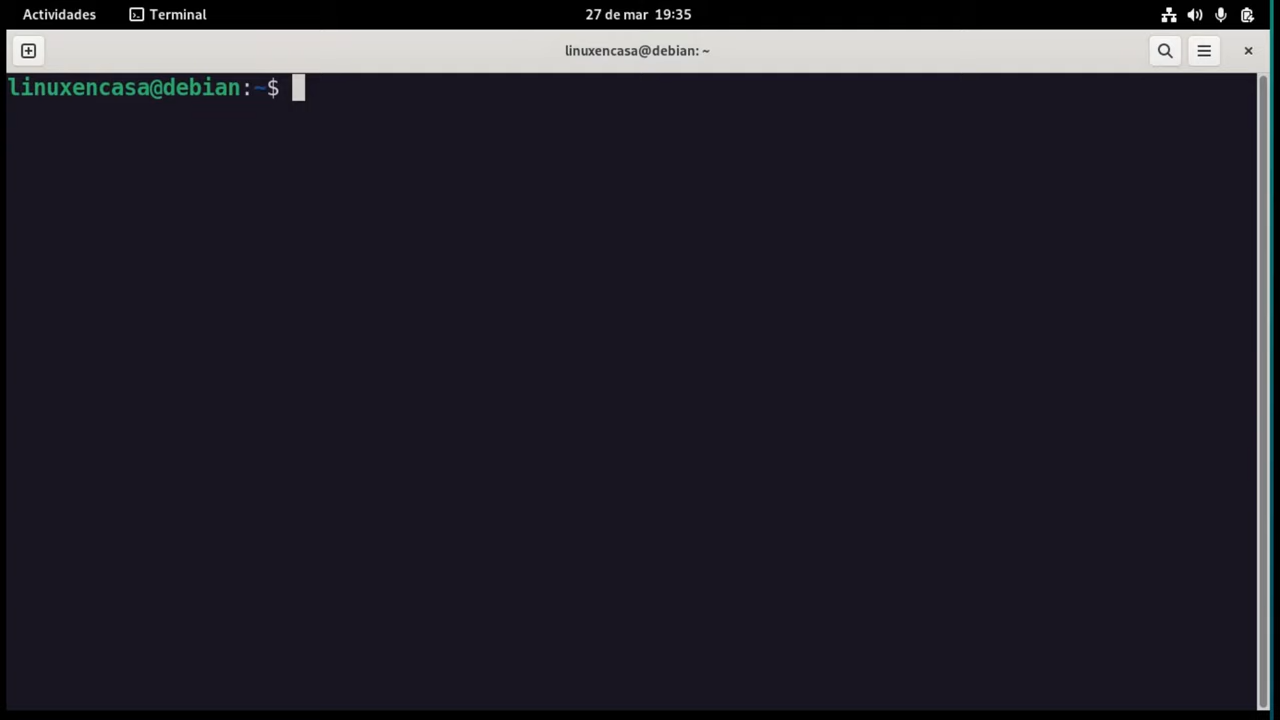 Actividades Terminal 27 de mar 19:35
linuxencasa@debian: ~
linuxencasa@debian:~$